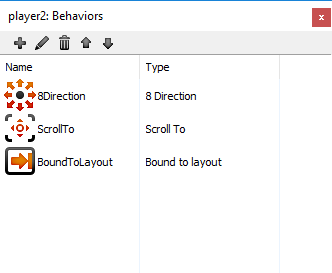 player2: Behaviors
x
Name Type
8Direction 8 Direction
ScrollTo Scroll To
BoundToLayout Bound to layout